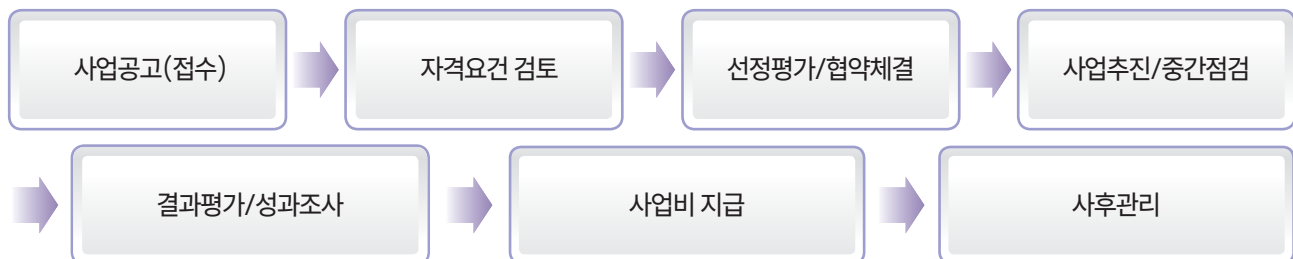 사업공고(접수)
자격요건 검토
선정평가/협약체결
사업추진/중간점검
결과평가/성과조사
사업비 지급
사후관리